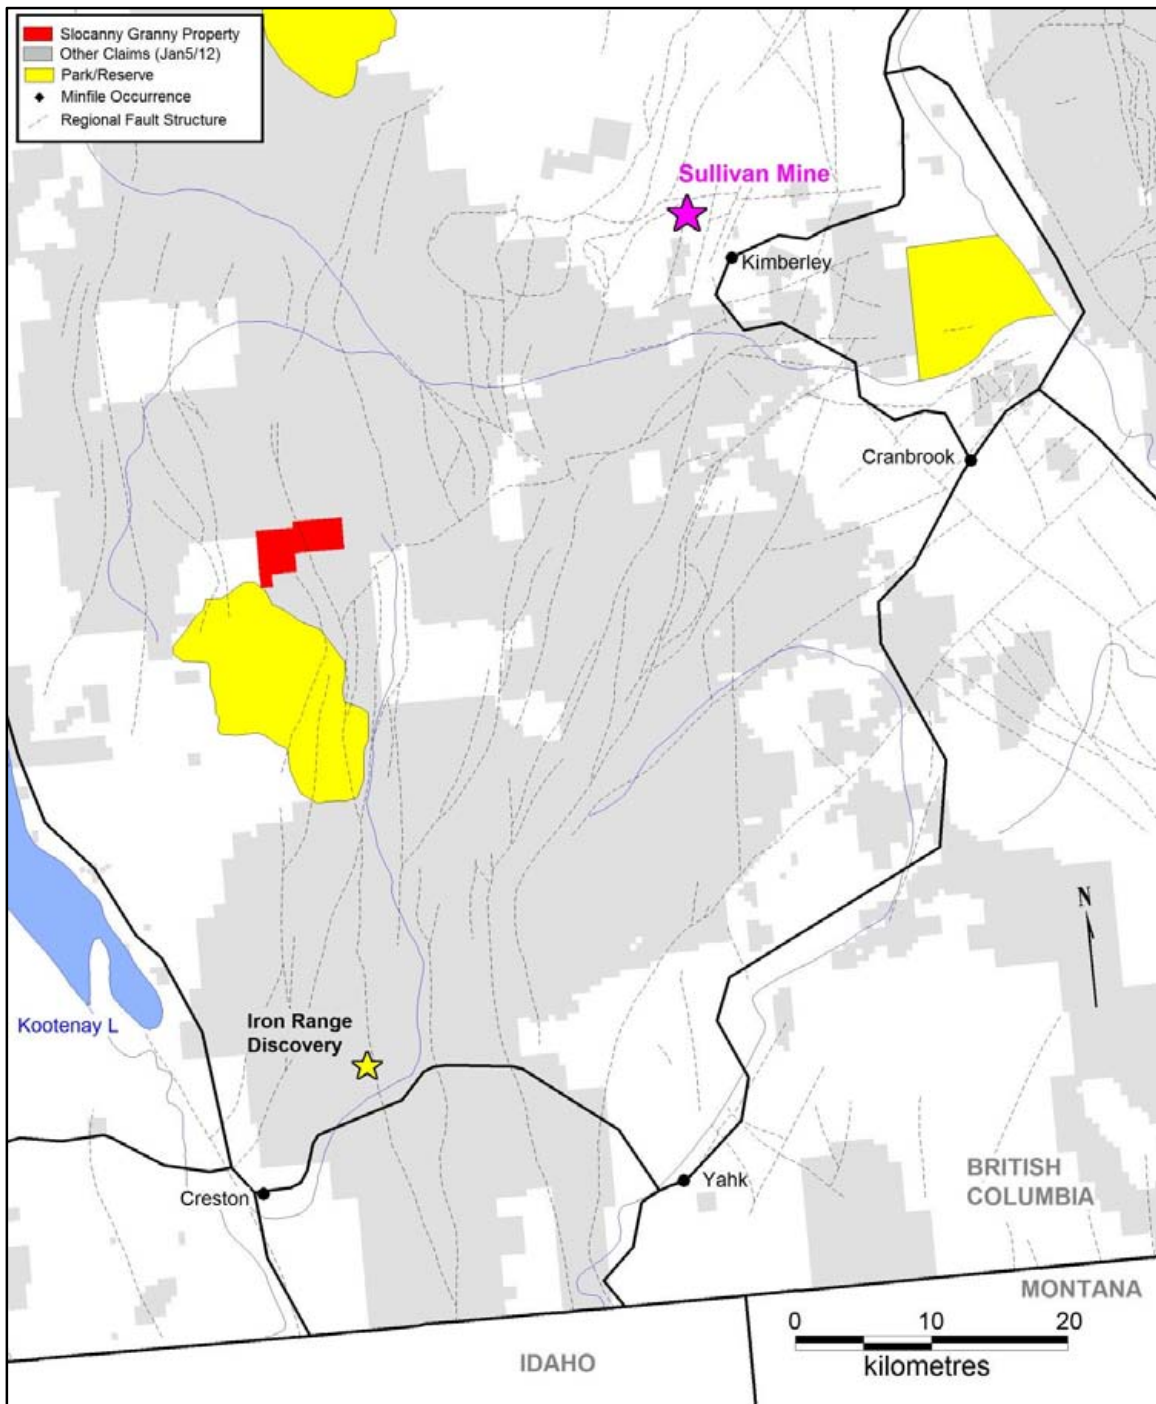 Slocanny Granny Property
Other Claims (Jan5/12)
Park/Reserve
Minfile Occurrence
Regional Fault Structure
Sullivan Mine
Kimberley
Cranbrook
N
Kootenay L
Iron Range
Discovery
Creston
Yahk
BRITISH
COLUMBIA
MONTANA
IDAHO
0 10 20
kilometres